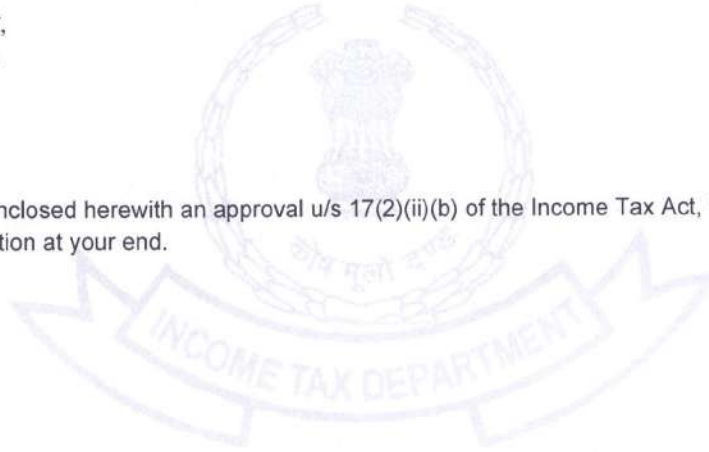 nclosed herewith an approval u/s 17(2)(ii)(b) of the Income Tax Act,
tion at your end.
कोष मूलो दण्डः
INCOME TAX DEPARTMENT